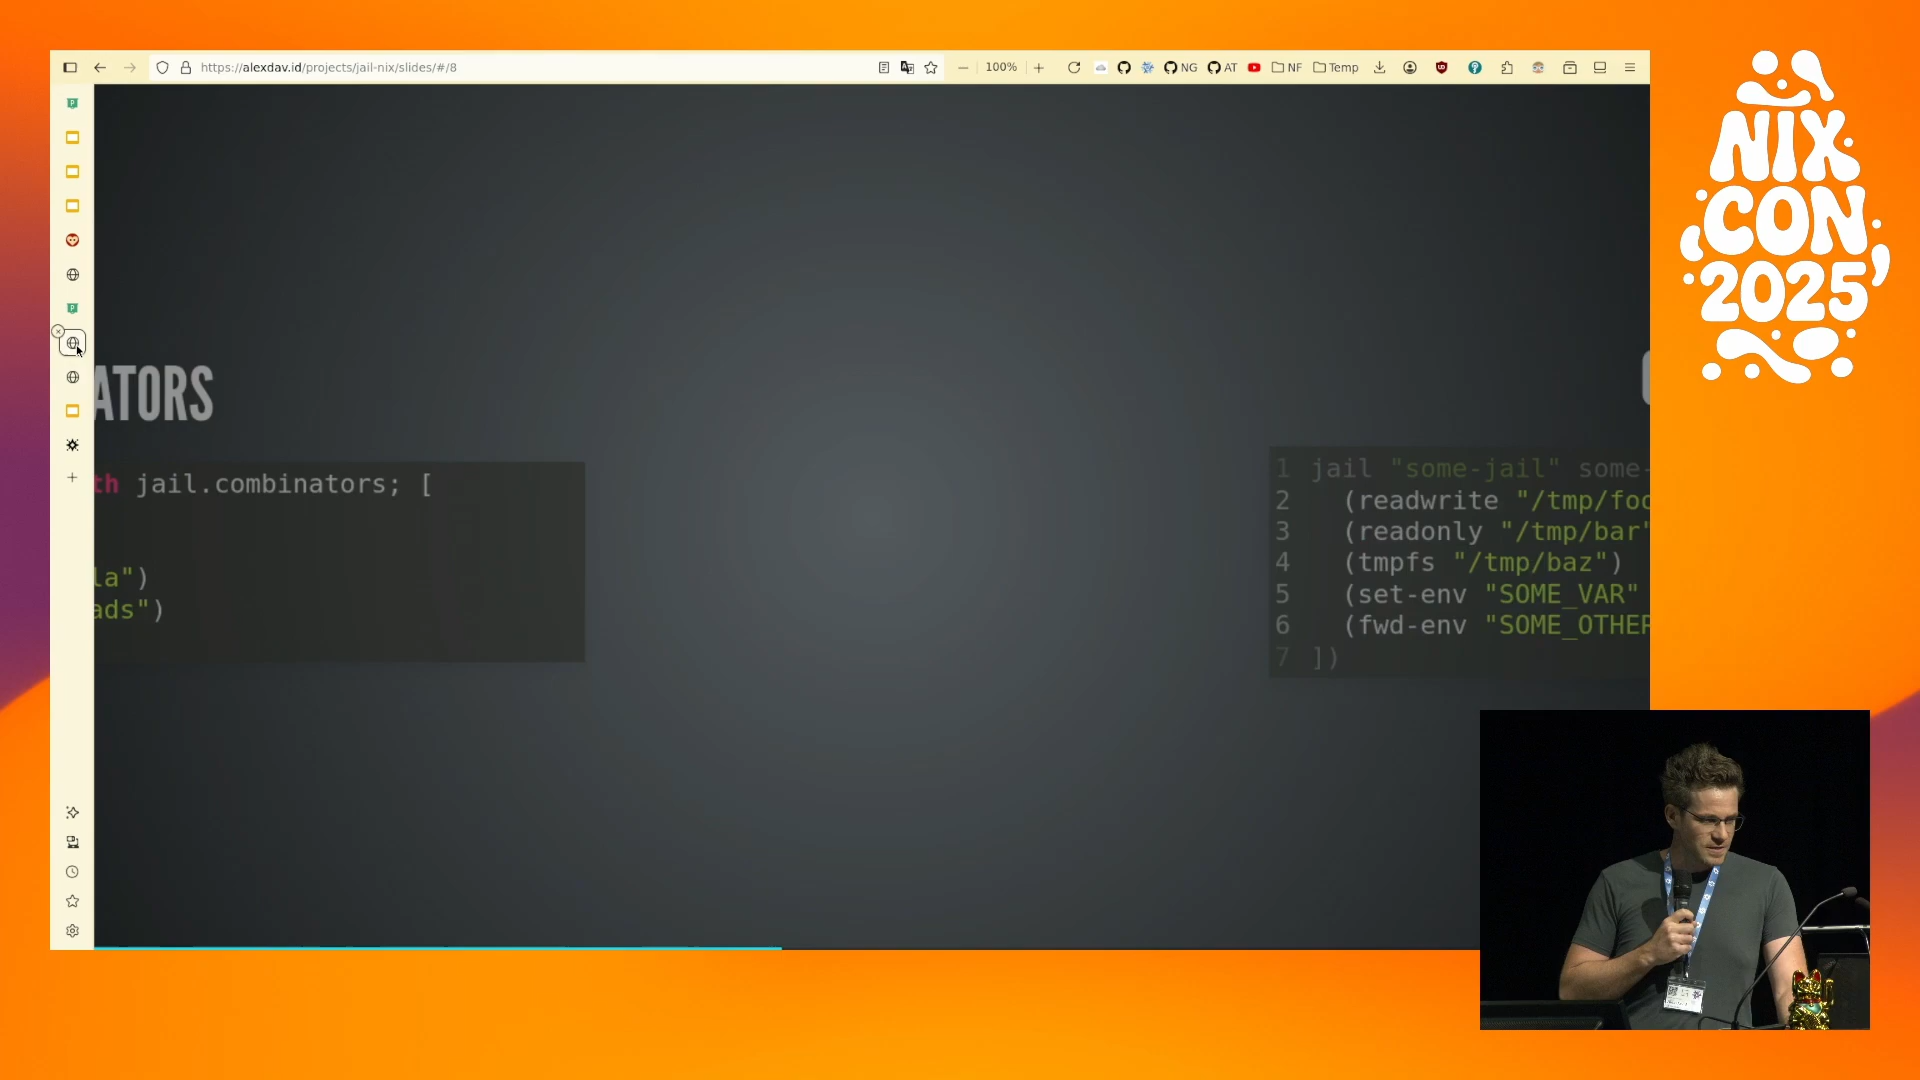 https://alexdav.id/projects/jail-nix/slides/#/8
100%
NG
AT
NF
Temp
ATORS
th jail.combinators; [
la")
ads")
1 jail "some-jail" some-
2 (readwrite "/tmp/foo
3 (readonly "/tmp/bar"
4 (tmpfs "/tmp/baz")
5 (set-env "SOME_VAR"
6 (fwd-env "SOME_OTHER
7 ])
NIX
CON
2025